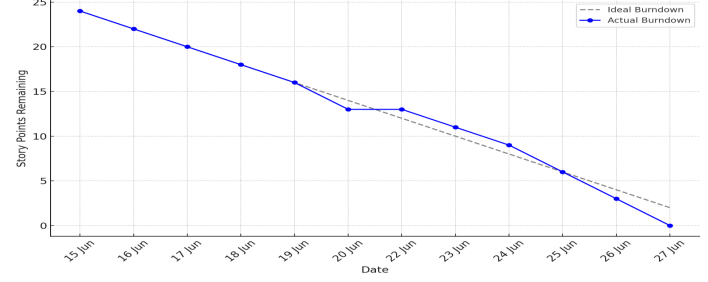 25
20
15
10
5
0
Story Points Remaining
Ideal Burndown
Actual Burndown
15 Jun
16 Jun
17 Jun
18 Jun
19 Jun
20 Jun
22 Jun
23 Jun
24 Jun
25 Jun
26 Jun
27 Jun
Date